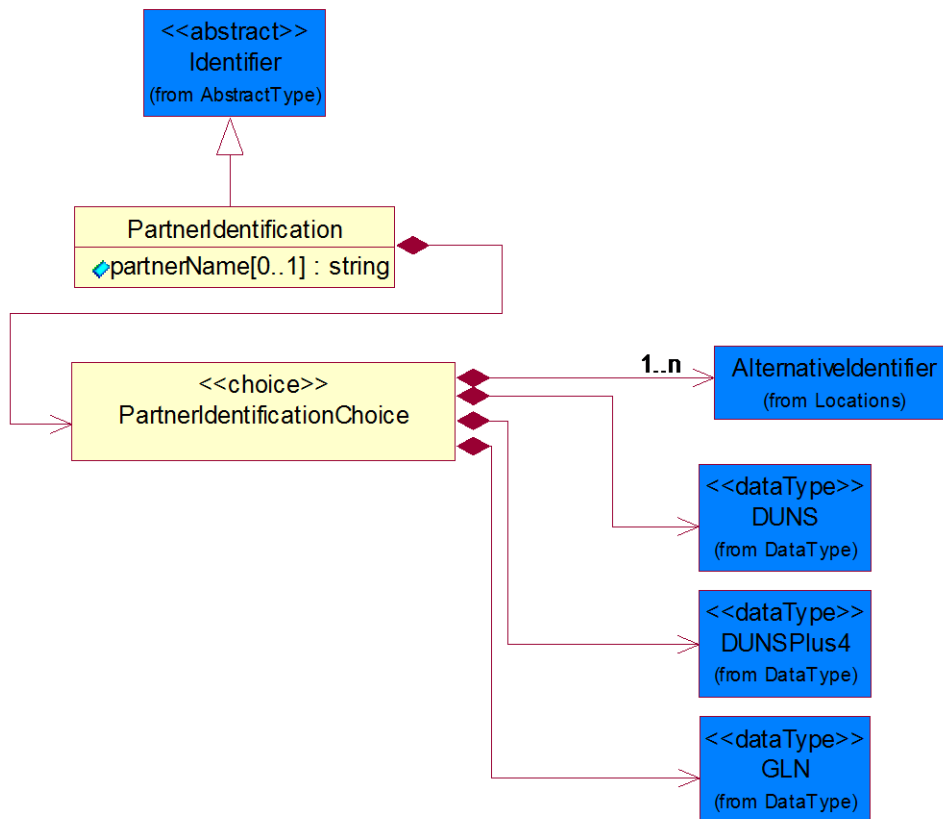 <<abstract>>
Identifier
(from AbstractType)
PartnerIdentification
partnerName[0..1] : string
<<choice>>
PartnerIdentificationChoice
1..n
AlternativeIdentifier
(from Locations)
<<dataType>>
DUNS
(from DataType)
<<dataType>>
DUNSPlus4
(from DataType)
<<dataType>>
GLN
(from DataType)